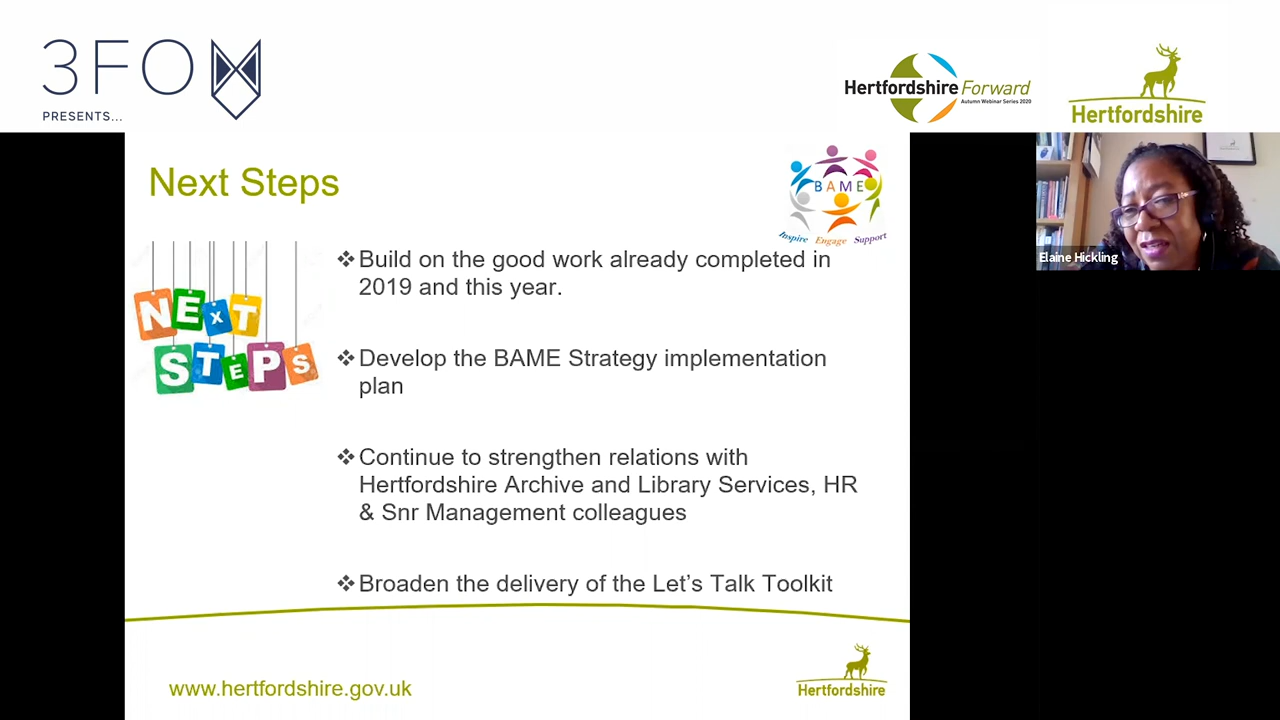 3FOX
PRESENTS...
Hertfordshire Forward
Autumn Webinar Series 2020
Hertfordshire
Next Steps
BAME
Inspire Engage Support
NEXT
STEPS
❖Build on the good work already completed in
2019 and this year.
❖Develop the BAME Strategy implementation
plan
❖Continue to strengthen relations with
Hertfordshire Archive and Library Services, HR
& Snr Management colleagues
❖Broaden the delivery of the Let’s Talk Toolkit
www.hertfordshire.gov.uk
Hertfordshire
Elaine Hickling